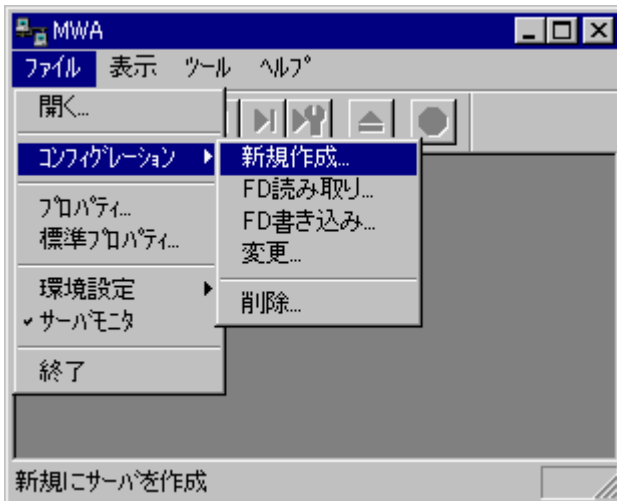 MWA
ファイル 表示 ツール ヘルプ
開く...
コンフィグレーション
新規作成...
FD読み取り...
FD書き込み...
変更...
削除...
プロパティ...
標準プロパティ...
環境設定
サーバモニタ
終了
新規にサーバを作成